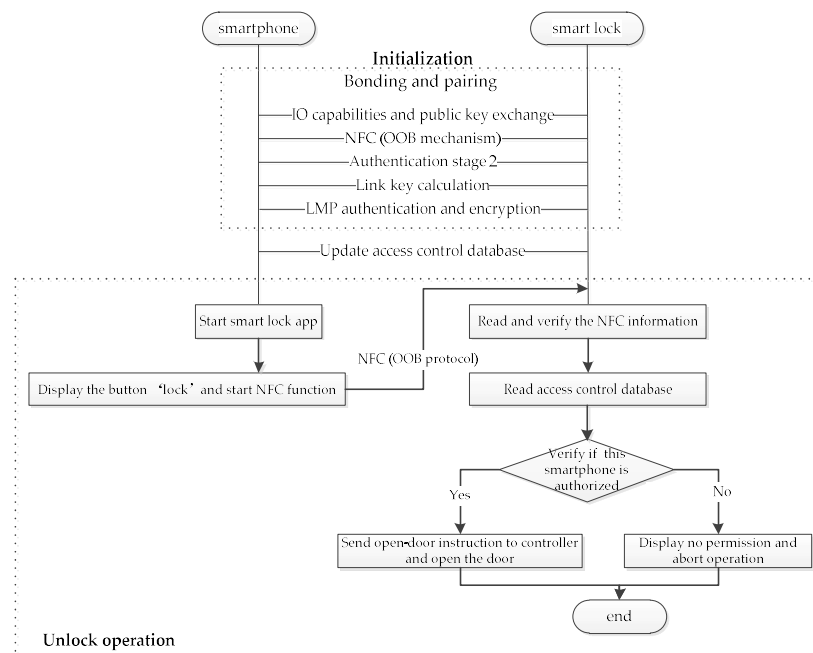 smartphone
smart lock
Initialization
Bonding and pairing
IO capabilities and public key exchange
NFC (OOB mechanism)
Authentication stage 2
Link key calculation
LMP authentication and encryption
Update access control database
Start smart lock app
Read and verify the NFC information
NFC (OOB protocol)
Display the button ‘lock’ and start NFC function
Read access control database
Verify if this
smartphone is
authorized
Yes
No
Send open-door instruction to controller
and open the door
Display no permission and
abort operation
end
Unlock operation